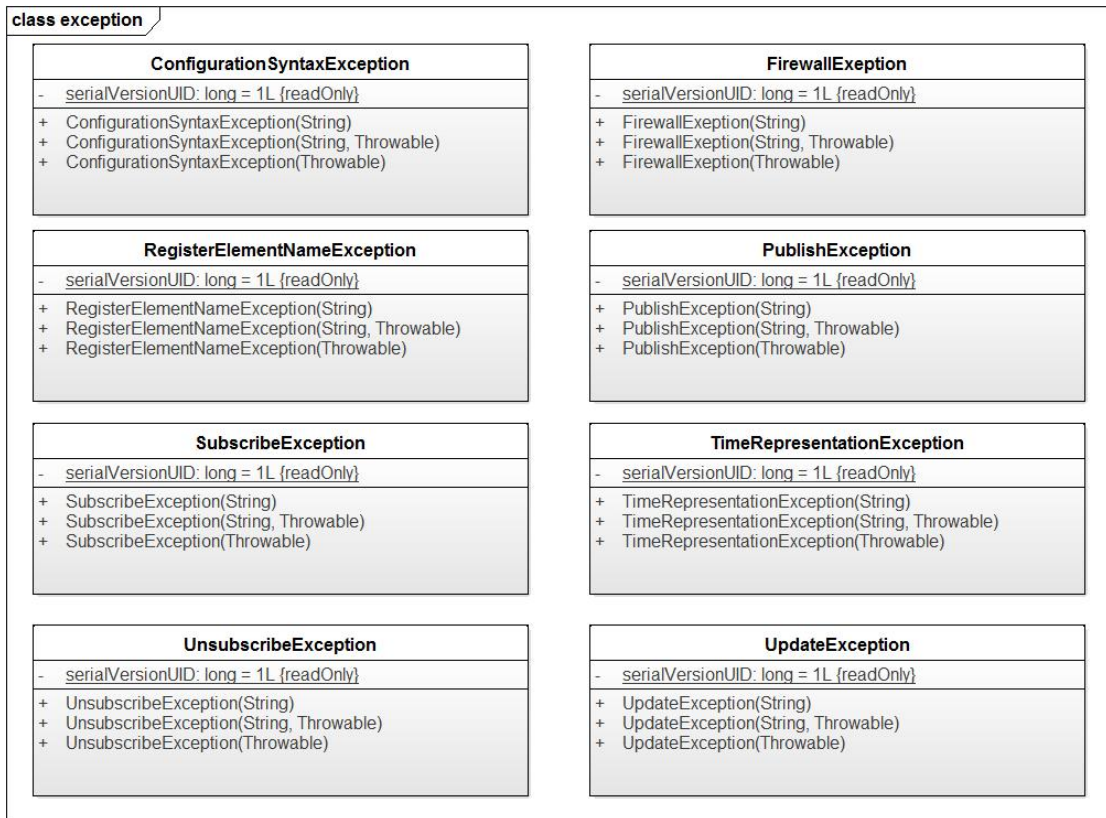 class exception
ConfigurationSyntaxException
- serialVersionUID: long = 1L {readOnly}
+ ConfigurationSyntaxException(String)
+ ConfigurationSyntaxException(String, Throwable)
+ ConfigurationSyntaxException(Throwable)
FirewallExeption
- serialVersionUID: long = 1L {readOnly}
+ FirewallExeption(String)
+ FirewallExeption(String, Throwable)
+ FirewallExeption(Throwable)
RegisterElementNameException
- serialVersionUID: long = 1L {readOnly}
+ RegisterElementNameException(String)
+ RegisterElementNameException(String, Throwable)
+ RegisterElementNameException(Throwable)
PublishException
- serialVersionUID: long = 1L {readOnly}
+ PublishException(String)
+ PublishException(String, Throwable)
+ PublishException(Throwable)
SubscribeException
- serialVersionUID: long = 1L {readOnly}
+ SubscribeException(String)
+ SubscribeException(String, Throwable)
+ SubscribeException(Throwable)
TimeRepresentationException
- serialVersionUID: long = 1L {readOnly}
+ TimeRepresentationException(String)
+ TimeRepresentationException(String, Throwable)
+ TimeRepresentationException(Throwable)
UnsubscribeException
- serialVersionUID: long = 1L {readOnly}
+ UnsubscribeException(String)
+ UnsubscribeException(String, Throwable)
+ UnsubscribeException(Throwable)
UpdateException
- serialVersionUID: long = 1L {readOnly}
+ UpdateException(String)
+ UpdateException(String, Throwable)
+ UpdateException(Throwable)